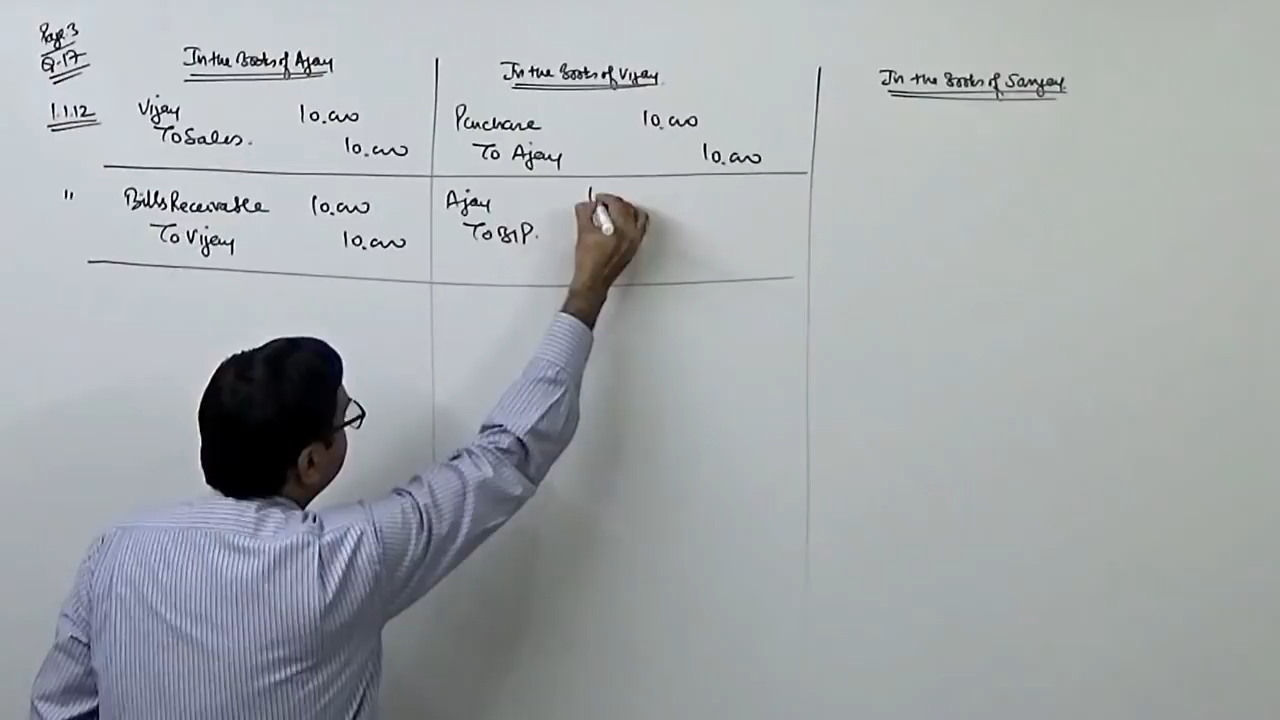 Page.3
Q.17
In the Books of Ajay
In the Books of Vijay
In the Books of Sanjay
1.1.12
Vijay 10,000
To Sales. 10,000
Purchase 10,000
To Ajay 10,000
"
Bills Receivable 10,000
To Vijay 10,000
Ajay 1
To B/P.